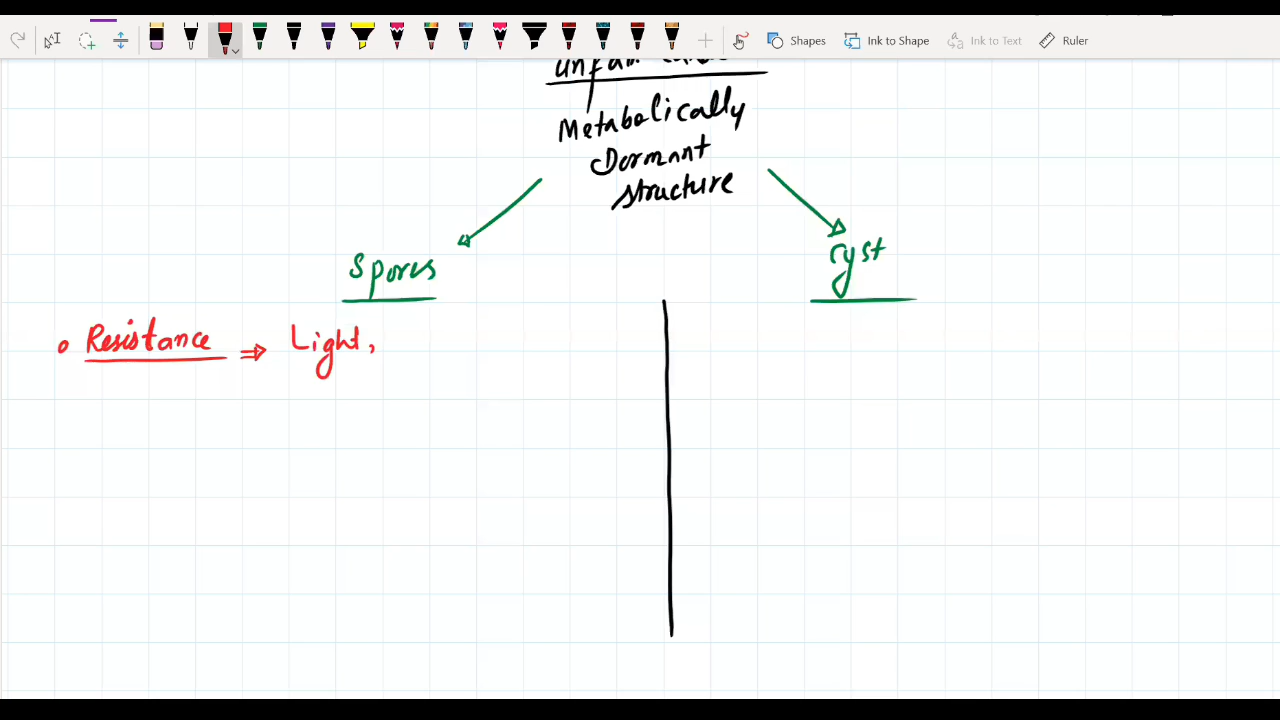 Shapes Ink to Shape Ink to Text Ruler
Metabolically
Dormant
structure
Spores
Cyst
Resistance ⇒ Light,